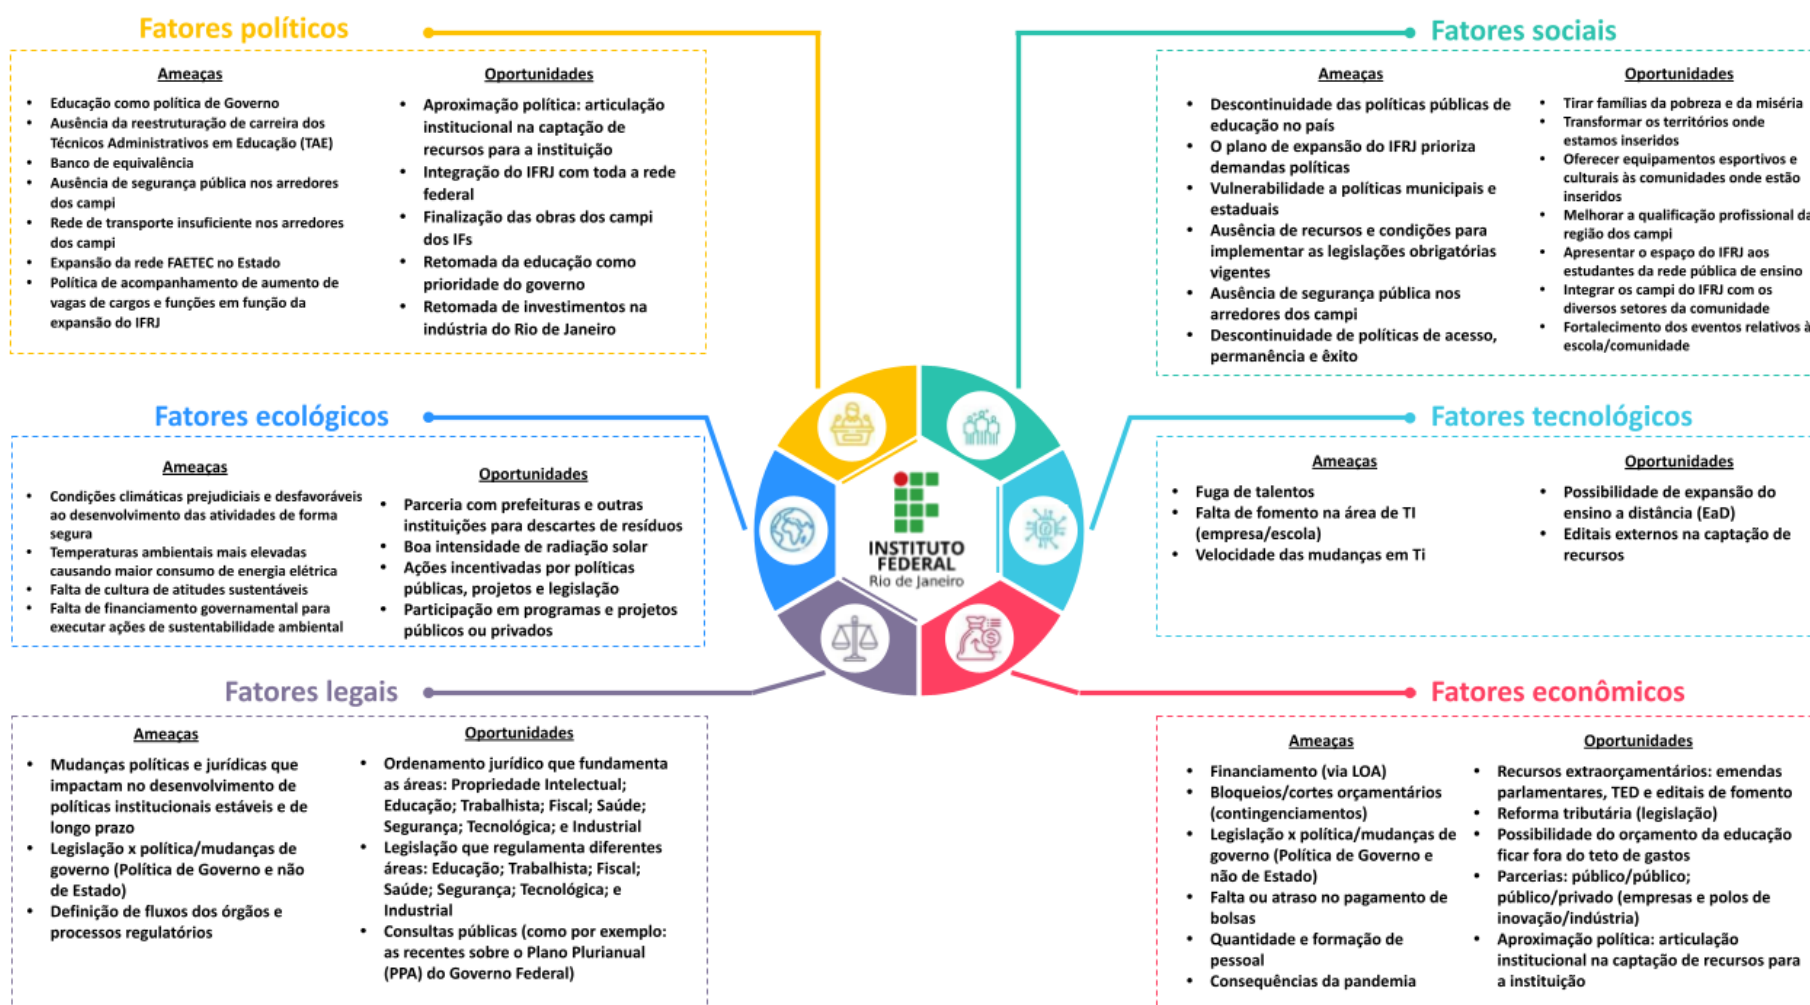 Fatores políticos
Ameaças
• Educação como política de Governo
• Ausência da reestruturação de carreira dos
Técnicos Administrativos em Educação (TAE)
• Banco de equivalência
• Ausência de segurança pública nos arredores
dos campi
• Rede de transporte insuficiente nos arredores
dos campi
• Expansão da rede FAETEC no Estado
• Política de acompanhamento de aumento de
vagas de cargos e funções em função da
expansão do IFRJ
Oportunidades
• Aproximação política: articulação
institucional na captação de
recursos para a instituição
• Integração do IFRJ com toda a rede
federal
• Finalização das obras dos campi
dos IFs
• Retomada da educação como
prioridade do governo
• Retomada de investimentos na
indústria do Rio de Janeiro
Fatores sociais
Ameaças
• Descontinuidade das políticas públicas de
educação no país
• O plano de expansão do IFRJ prioriza
demandas políticas
• Vulnerabilidade a políticas municipais e
estaduais
• Ausência de recursos e condições para
implementar as legislações obrigatórias
vigentes
• Ausência de segurança pública nos
arredores dos campi
• Descontinuidade de políticas de acesso,
permanência e êxito
Oportunidades
• Tirar famílias da pobreza e da miséria
• Transformar os territórios onde
estamos inseridos
• Oferecer equipamentos esportivos e
culturais às comunidades onde estão
inseridos
• Melhorar a qualificação profissional da
região dos campi
• Apresentar o espaço do IFRJ aos
estudantes da rede pública de ensino
• Integrar os campi do IFRJ com os
diversos setores da comunidade
• Fortalecimento dos eventos relativos à
escola/comunidade
Fatores ecológicos
Ameaças
• Condições climáticas prejudiciais e desfavoráveis
ao desenvolvimento das atividades de forma
segura
• Temperaturas ambientais mais elevadas
causando maior consumo de energia elétrica
• Falta de cultura de atitudes sustentáveis
• Falta de financiamento governamental para
executar ações de sustentabilidade ambiental
Oportunidades
• Parceria com prefeituras e outras
instituições para descartes de resíduos
• Boa intensidade de radiação solar
• Ações incentivadas por políticas
públicas, projetos e legislação
• Participação em programas e projetos
públicos ou privados
INSTITUTO
FEDERAL
Rio de Janeiro
Fatores tecnológicos
Ameaças
• Fuga de talentos
• Falta de fomento na área de TI
(empresa/escola)
• Velocidade das mudanças em Ti
Oportunidades
• Possibilidade de expansão do
ensino a distância (EaD)
• Editais externos na captação de
recursos
Fatores legais
Ameaças
• Mudanças políticas e jurídicas que
impactam no desenvolvimento de
políticas institucionais estáveis e de
longo prazo
• Legislação x política/mudanças de
governo (Política de Governo e não
de Estado)
• Definição de fluxos dos órgãos e
processos regulatórios
Oportunidades
• Ordenamento jurídico que fundamenta
as áreas: Propriedade Intelectual;
Educação; Trabalhista; Fiscal; Saúde;
Segurança; Tecnológica; e Industrial
• Legislação que regulamenta diferentes
áreas: Educação; Trabalhista; Fiscal;
Saúde; Segurança; Tecnológica; e
Industrial
• Consultas públicas (como por exemplo:
as recentes sobre o Plano Plurianual
(PPA) do Governo Federal)
Fatores econômicos
Ameaças
• Financiamento (via LOA)
• Bloqueios/cortes orçamentários
(contingenciamentos)
• Legislação x política/mudanças de
governo (Política de Governo e
não de Estado)
• Falta ou atraso no pagamento de
bolsas
• Quantidade e formação de
pessoal
• Consequências da pandemia
Oportunidades
• Recursos extraorçamentários: emendas
parlamentares, TED e editais de fomento
• Reforma tributária (legislação)
• Possibilidade do orçamento da educação
ficar fora do teto de gastos
• Parcerias: público/público;
público/privado (empresas e polos de
inovação/indústria)
• Aproximação política: articulação
institucional na captação de recursos para
a instituição